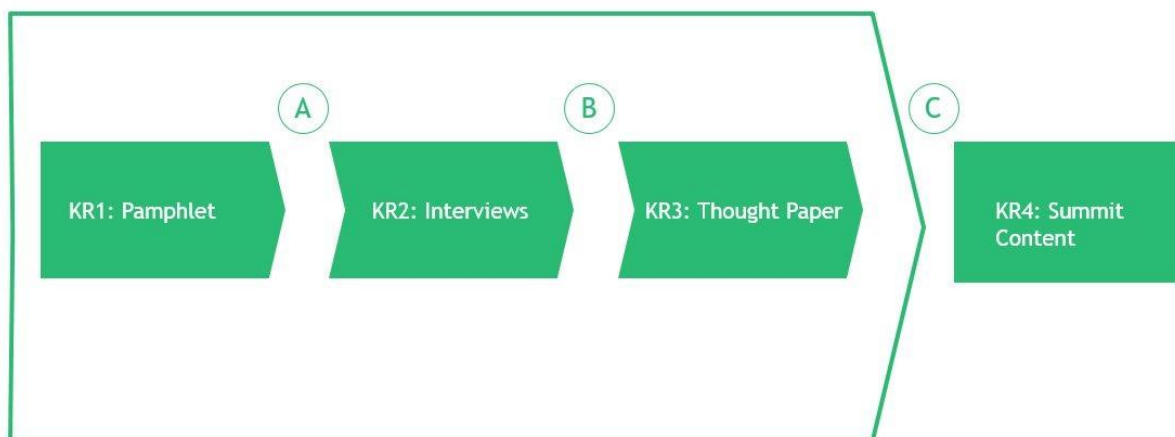 A
B
C
KR1: Pamphlet
KR2: Interviews
KR3: Thought Paper
KR4: Summit
Content